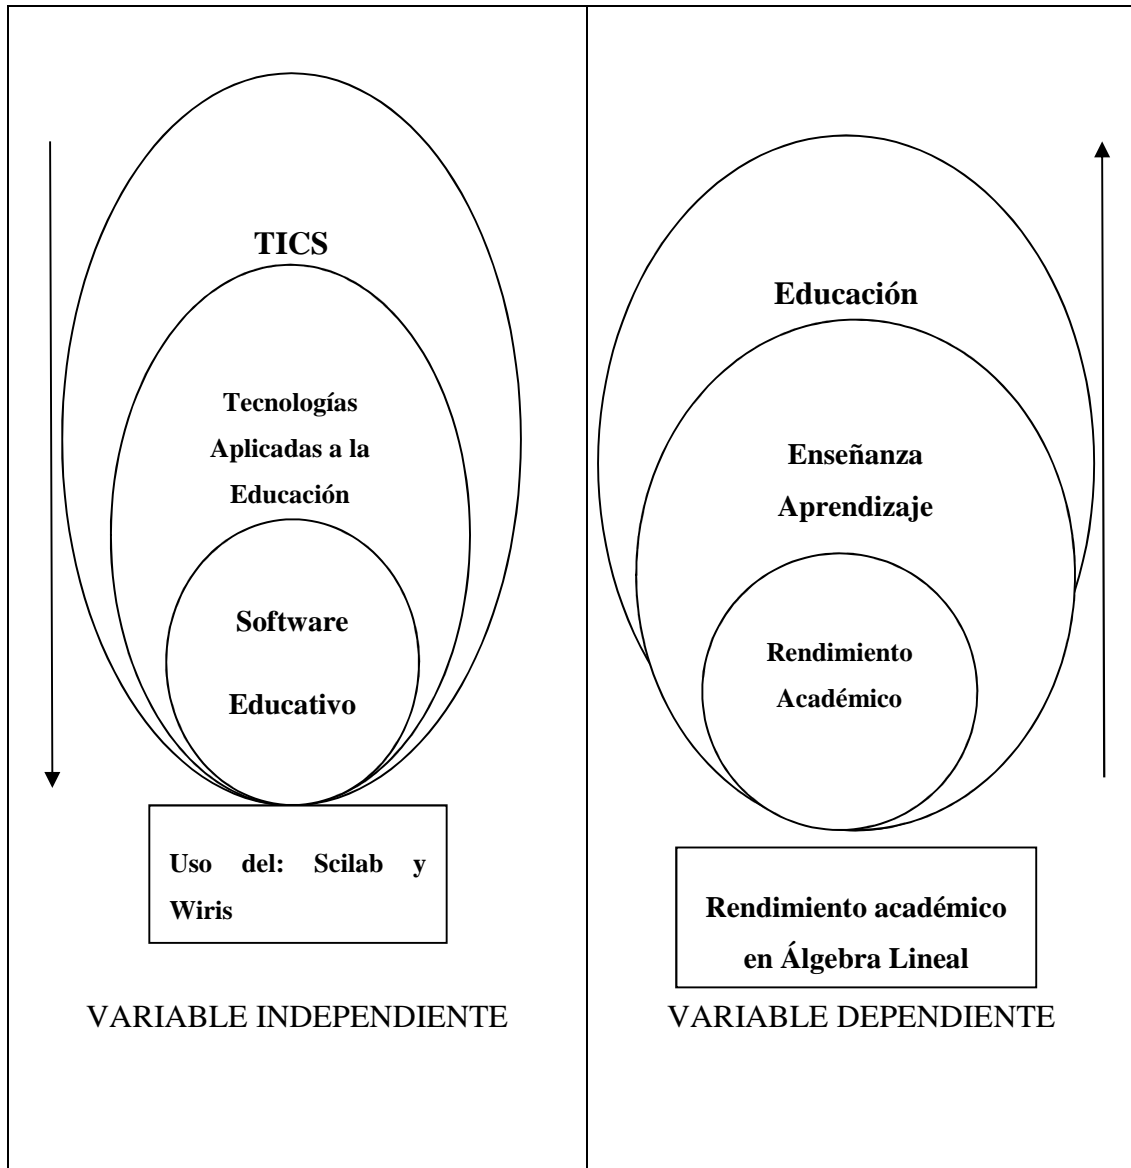 TICS
Tecnologías
Aplicadas a la
Educación
Software
Educativo
Uso del: Scilab y
Wiris
VARIABLE INDEPENDIENTE
Educación
Enseñanza
Aprendizaje
Rendimiento
Académico
Rendimiento académico
en Álgebra Lineal
VARIABLE DEPENDIENTE